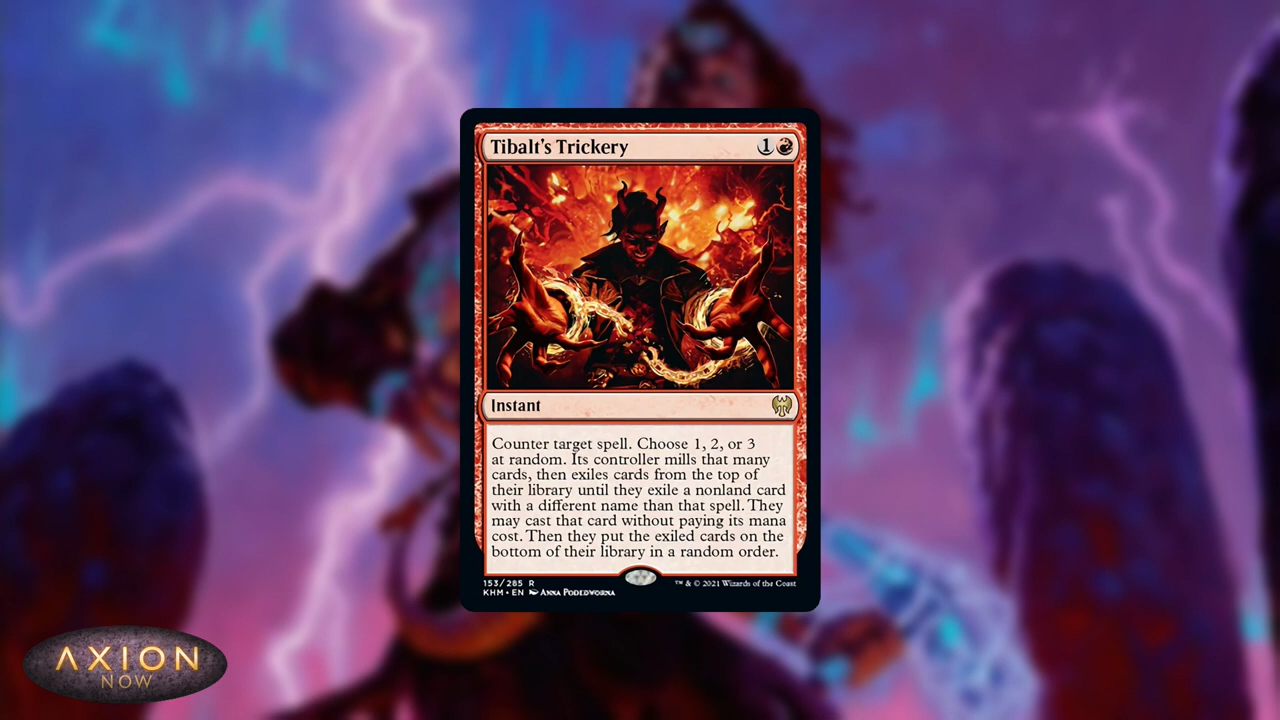 Tibalt's Trickery 1
Instant
Counter target spell. Choose 1, 2, or 3
at random. Its controller mills that many
cards, then exiles cards from the top of
their library until they exile a nonland card
with a different name than that spell. They
may cast that card without paying its mana
cost. Then they put the exiled cards on the
bottom of their library in a random order.
153/285 R
KHM • EN Anna Podedworna
™ & © 2021 Wizards of the Coast
AXION
NOW